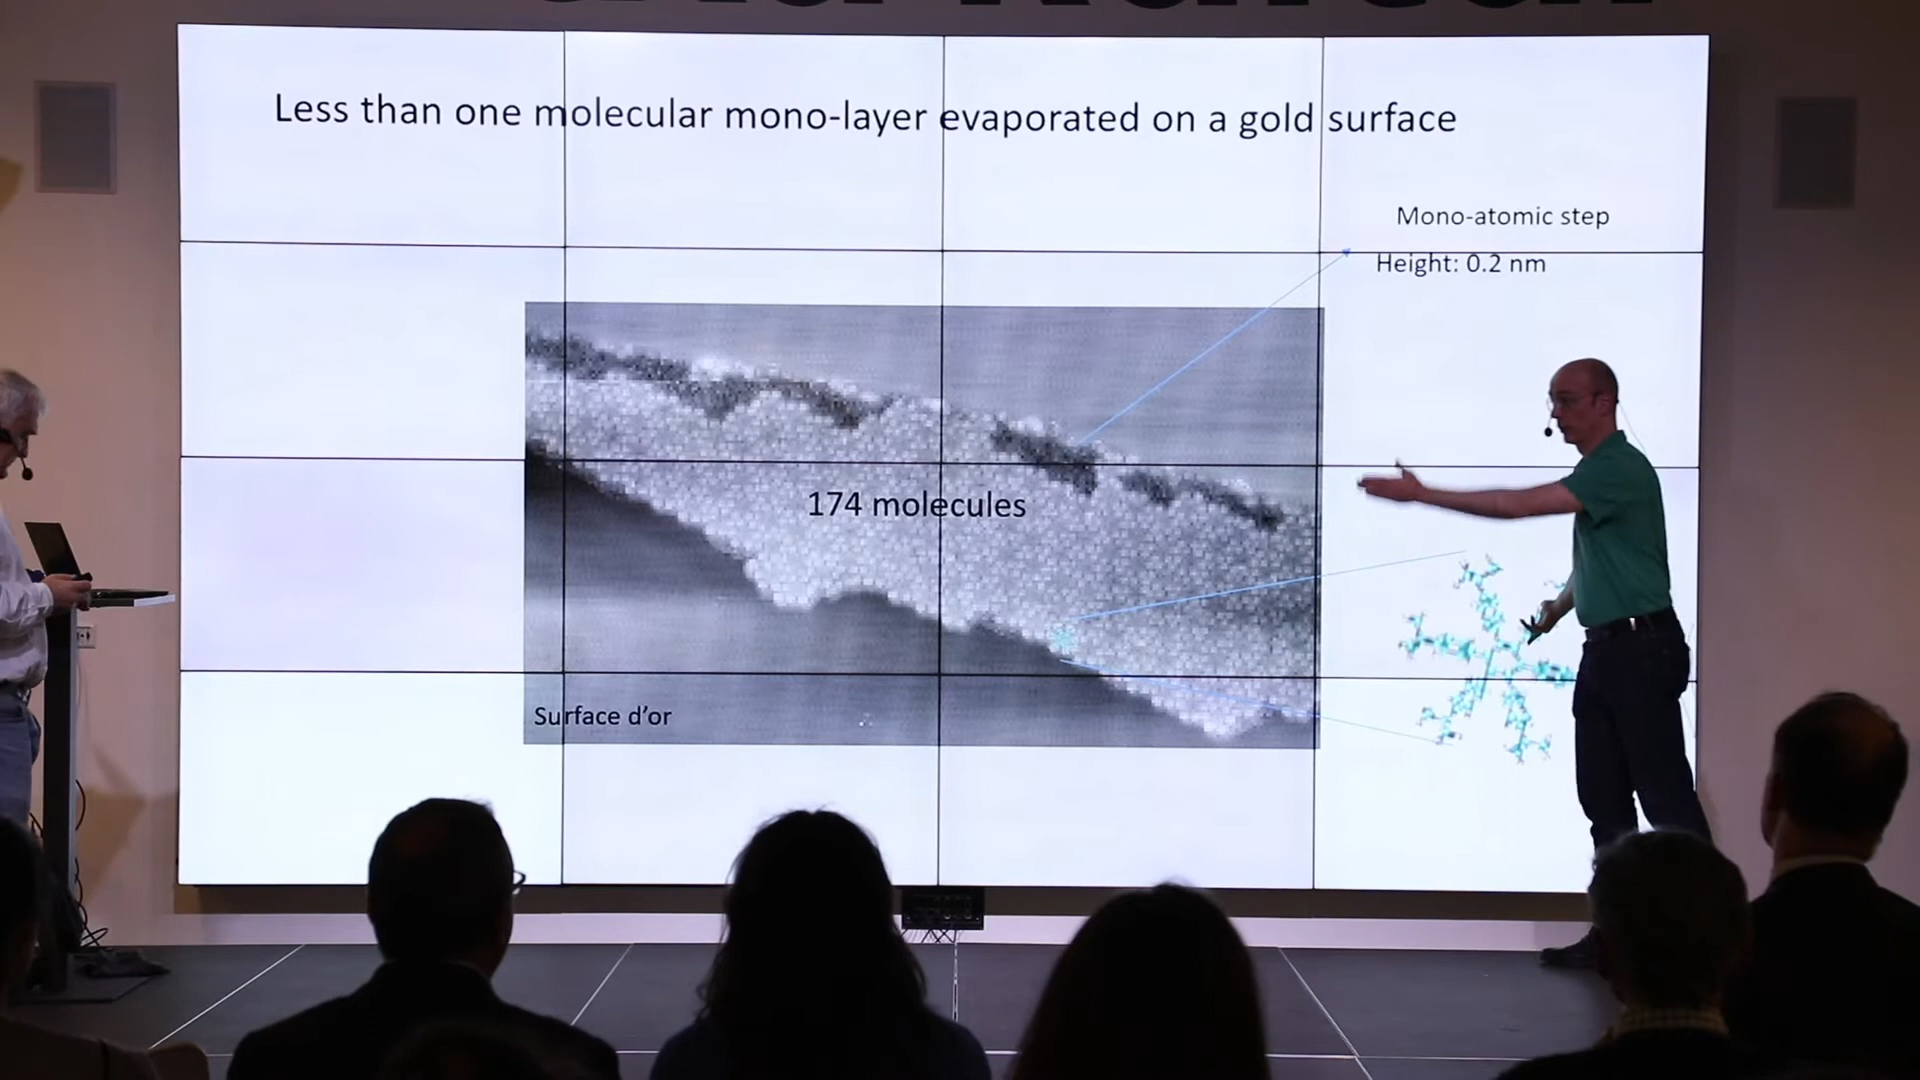 Less than one molecular mono-layer evaporated on a gold surface
Mono-atomic step
Height: 0.2 nm
174 molecules
Surface d'or